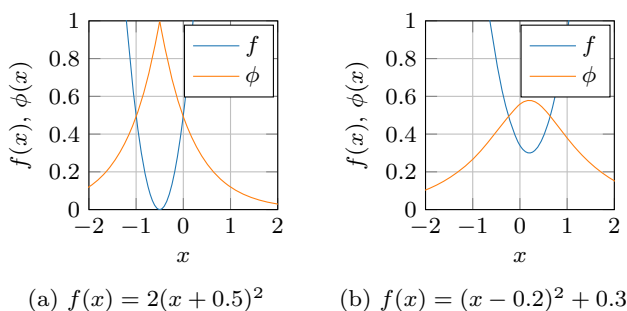 f(x), ϕ(x)
1
0.8
0.6
0.4
0.2
0
−2 −1 0 1 2
x
f
ϕ
(a) f(x) = 2(x + 0.5)²
f(x), ϕ(x)
1
0.8
0.6
0.4
0.2
0
−2 −1 0 1 2
x
f
ϕ
(b) f(x) = (x − 0.2)² + 0.3